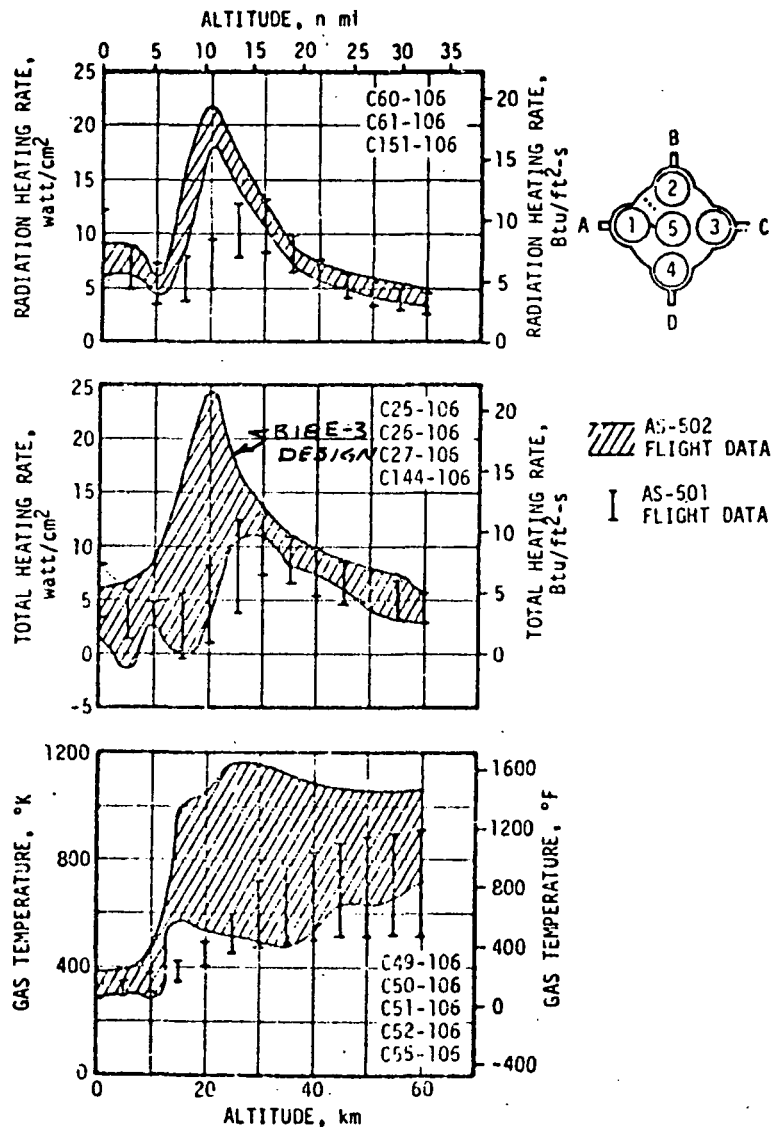 ALTITUDE, n mi
0 5 10 15 20 25 30 35
RADIATION HEATING RATE, watt/cm²
25
20
15
10
5
0
C60-106
C61-106
C151-106
20
15
10
5
0
RADIATION HEATING RATE, Btu/ft²-s
B
2
A 1 5 3 C
4
D
TOTAL HEATING RATE, watt/cm²
25
20
15
10
5
0
-5
DESIGN
C25-106
C26-106
C27-106
C144-106
20
15
10
5
0
TOTAL HEATING RATE, Btu/ft²-s
AS-502
FLIGHT DATA
AS-501
FLIGHT DATA
GAS TEMPERATURE, °K
1200
800
400
0
C49-106
C50-106
C51-106
C52-106
C55-106
1600
1200
800
400
0
-400
GAS TEMPERATURE, °F
0 20 40 60
ALTITUDE, km